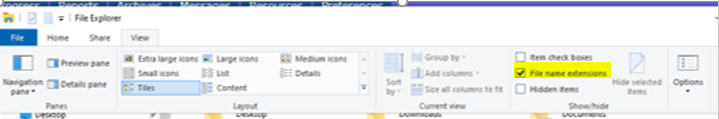 ogress Reports Archives Messages Resources Preferences
File Explorer
File Home Share View
Navigation pane
Preview pane
Details pane
Panes
Extra large icons Large icons Medium icons
Small icons List Details
Tiles Content
Layout
Sort by
Group by
Add columns
Size all columns to fit
Current view
Item check boxes
File name extensions
Hidden items
Hide selected items
Show/hide
Options
Desktop Desktop Downloads Documents